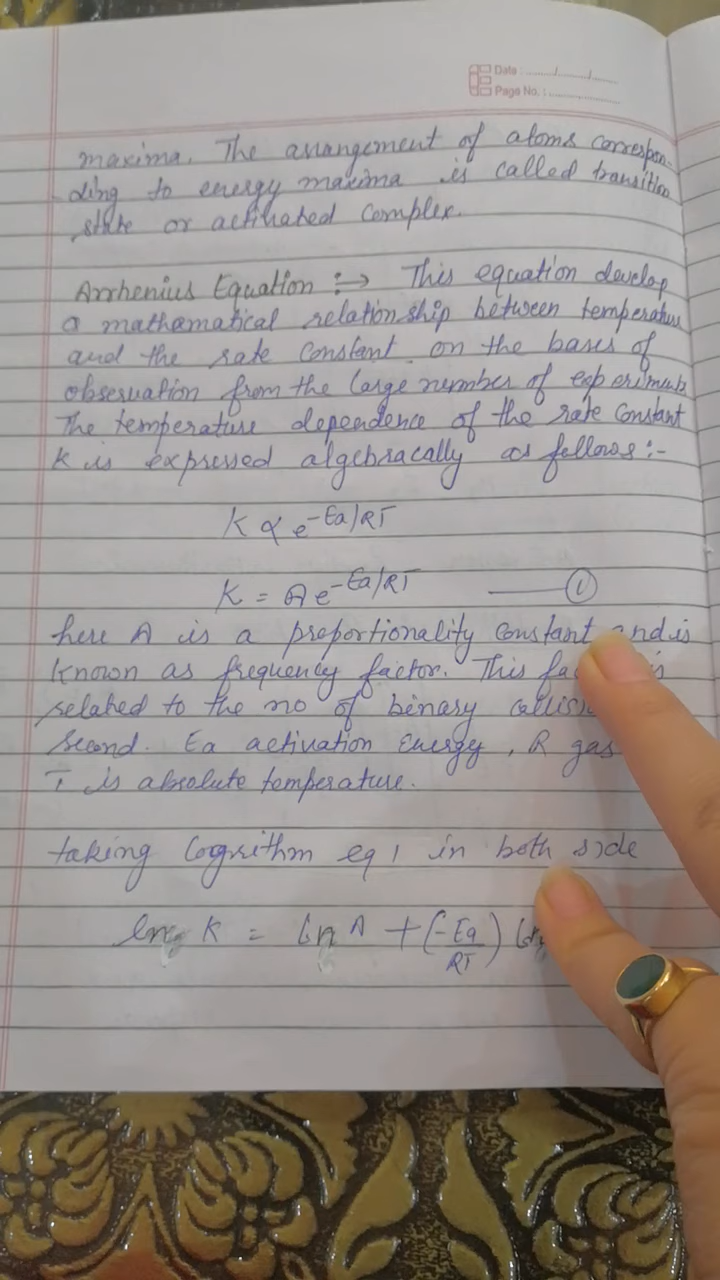 Date : ......./......./.......
Page No. : ..................
maxima. The arrangement of atoms correspon-
ding to energy maxima is called transition
state or activated complex.
Arrhenius Equation :→ This equation develop
a mathematical relationship between temperature
and the rate constant on the bases of
observation from the large number of experiments
The temperature dependence of the rate constant
K is expressed algebracally as follows :-
K ∝ e^-Ea/RT
K = A e^-Ea/RT ——— ①
here A is a proportionality constant and is
known as frequency factor. This is
related to the no of binary
second. Ea activation energy, R gas
T is absolute temperature.
taking logrithm eq 1 in both side
ln K = ln A + (-Ea/RT)